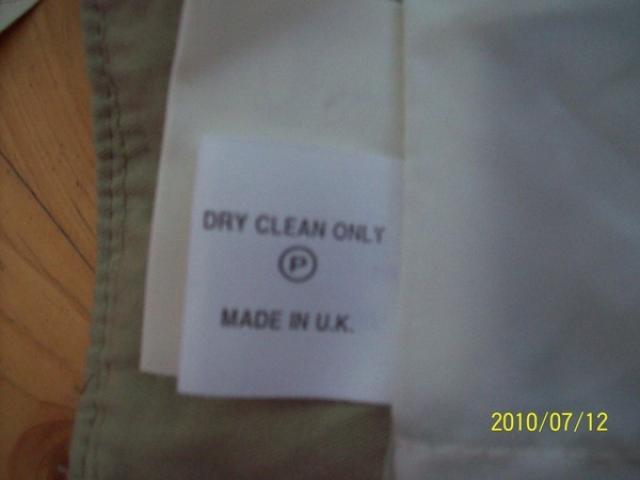 DRY CLEAN ONLY
P
MADE IN U.K.
2010/07/12